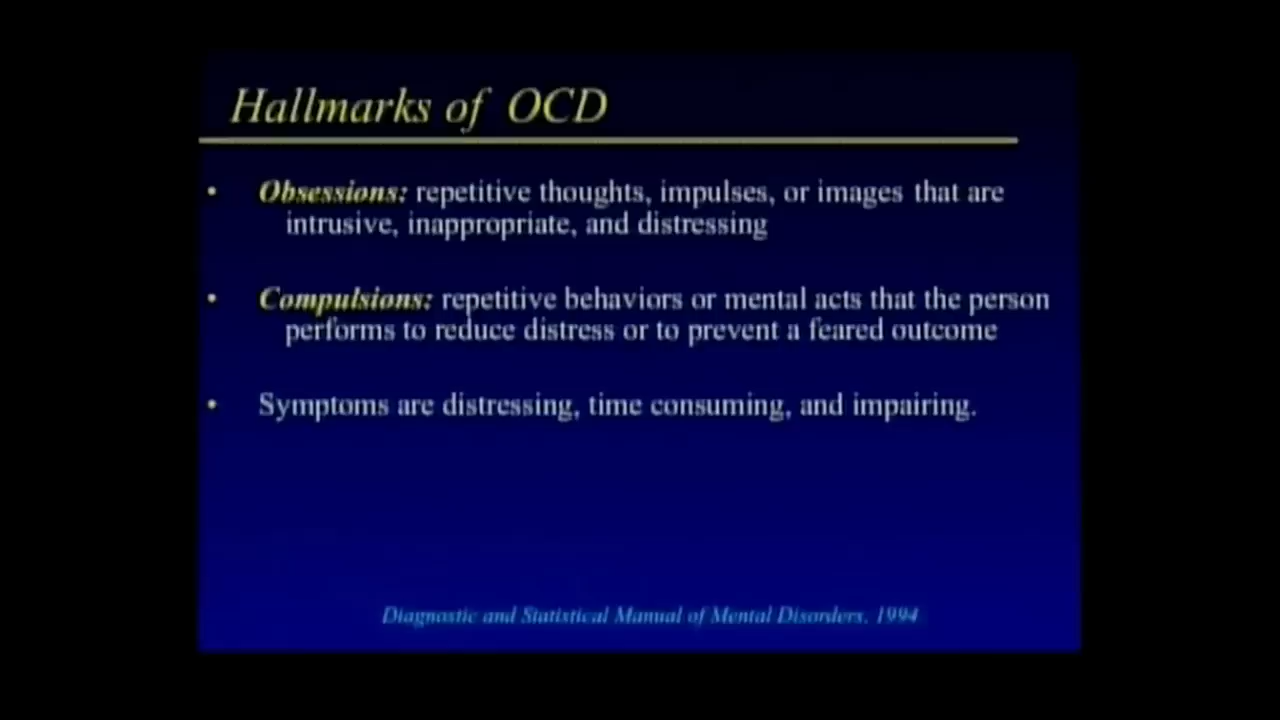 Hallmarks of OCD
• Obsessions: repetitive thoughts, impulses, or images that are
intrusive, inappropriate, and distressing
• Compulsions: repetitive behaviors or mental acts that the person
performs to reduce distress or to prevent a feared outcome
• Symptoms are distressing, time consuming, and impairing.
Diagnostic and Statistical Manual of Mental Disorders, 1994